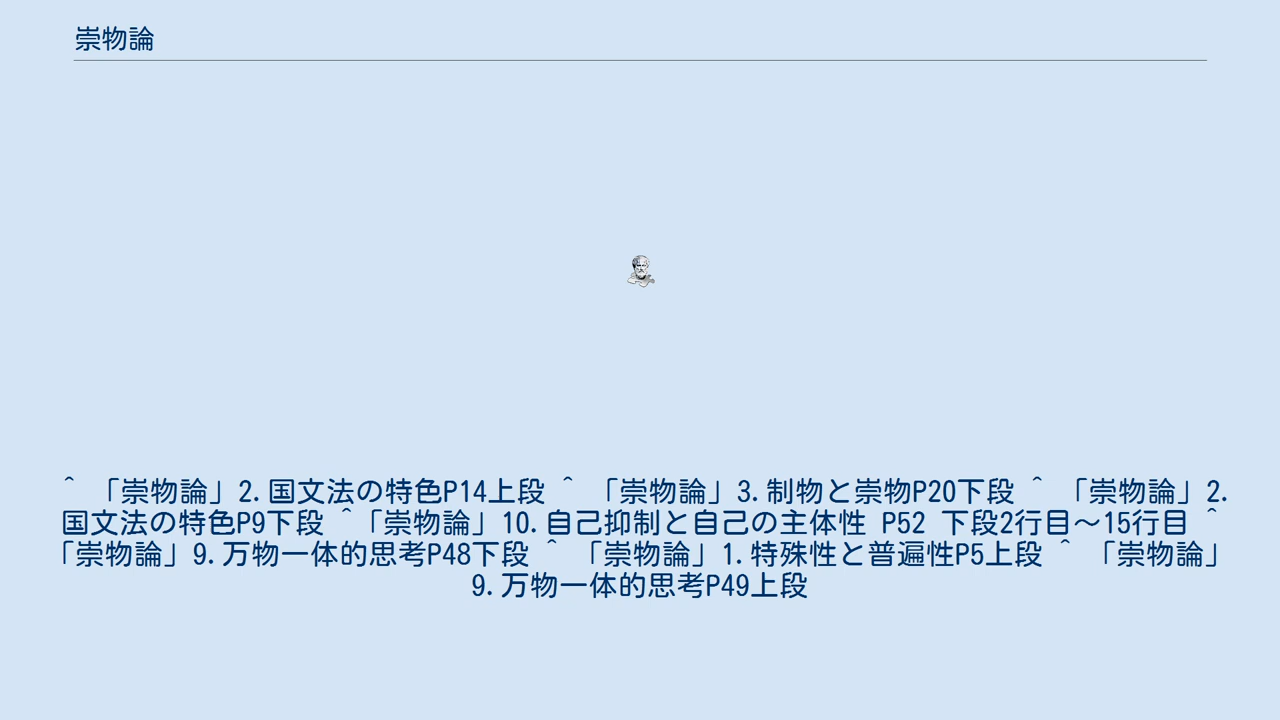 崇物論
^ 「崇物論」2.国文法の特色P14上段 ^ 「崇物論」3.制物と崇物P20下段 ^ 「崇物論」2.
国文法の特色P9下段 ^「崇物論」10.自己抑制と自己の主体性 P52 下段2行目〜15行目 ^
「崇物論」9.万物一体的思考P48下段 ^ 「崇物論」1.特殊性と普遍性P5上段 ^ 「崇物論」
9.万物一体的思考P49上段